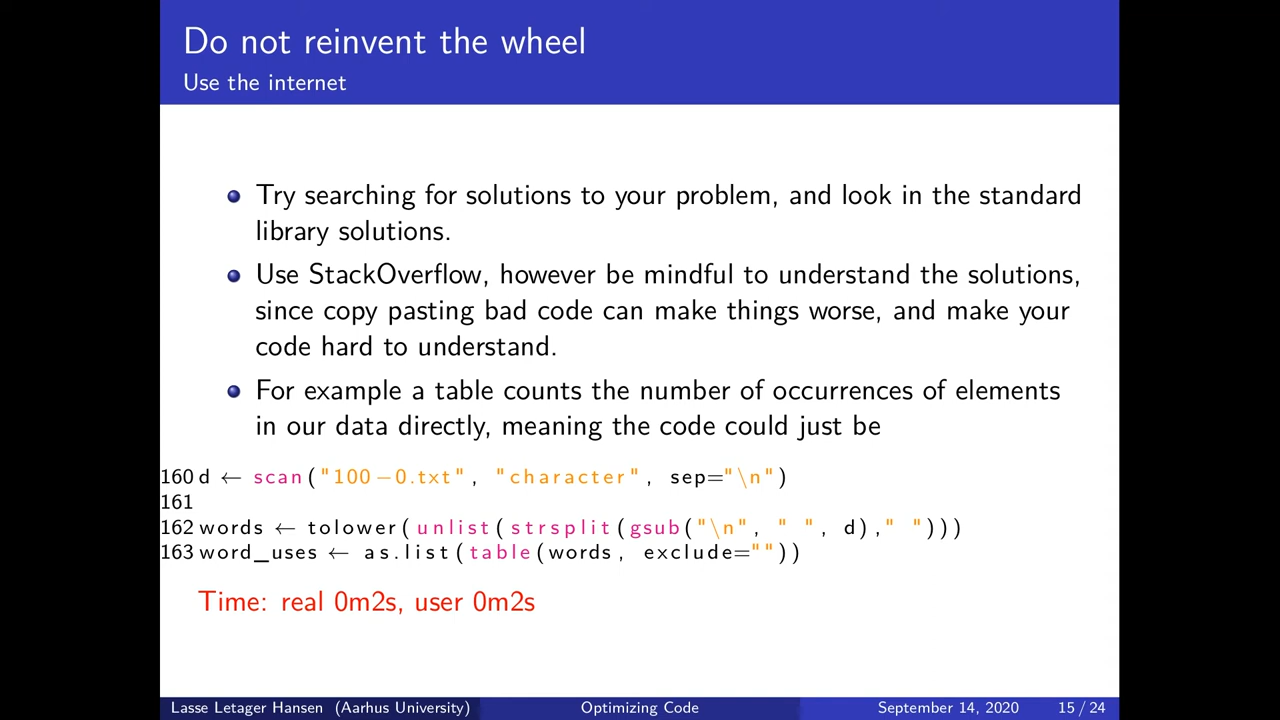 Do not reinvent the wheel
Use the internet
Try searching for solutions to your problem, and look in the standard
library solutions.
Use StackOverflow, however be mindful to understand the solutions,
since copy pasting bad code can make things worse, and make your
code hard to understand.
For example a table counts the number of occurrences of elements
in our data directly, meaning the code could just be
160 d ← scan("100−0.txt", "character", sep="\n")
161
162 words ← tolower(unlist(strsplit(gsub("\n", " ", d)," ")))
163 word_uses ← as.list(table(words, exclude=""))
Time: real 0m2s, user 0m2s
Lasse Letager Hansen (Aarhus University) Optimizing Code September 14, 2020 15 / 24